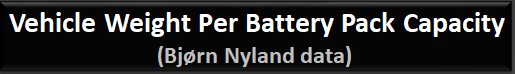 Vehicle Weight Per Battery Pack Capacity
(Bjørn Nyland data)